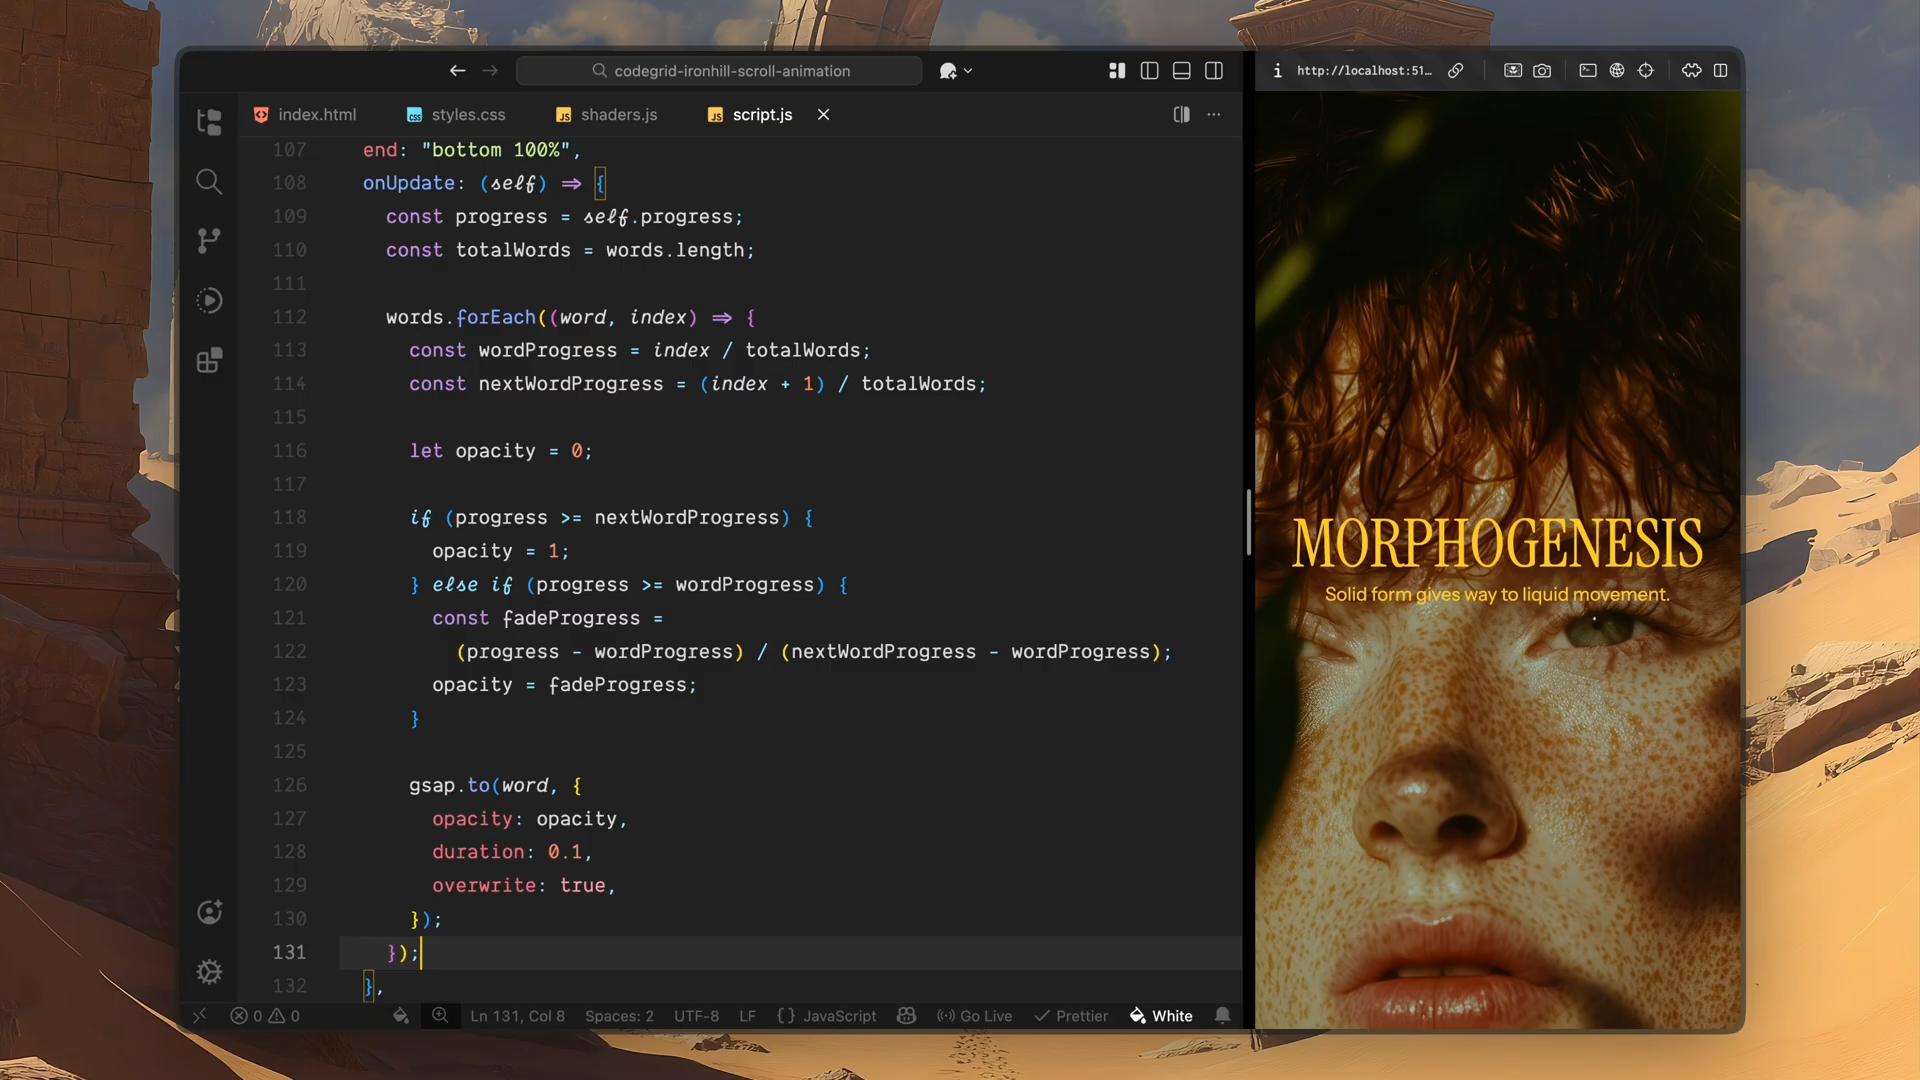 codegrid-ironhill-scroll-animation
http://localhost:51…
index.html
styles.css
shaders.js
script.js
107 end: "bottom 100%",
108 onUpdate: (self) => {
109 const progress = self.progress;
110 const totalWords = words.length;
111
112 words.forEach((word, index) => {
113 const wordProgress = index / totalWords;
114 const nextWordProgress = (index + 1) / totalWords;
115
116 let opacity = 0;
117
118 if (progress >= nextWordProgress) {
119 opacity = 1;
120 } else if (progress >= wordProgress) {
121 const fadeProgress =
122 (progress - wordProgress) / (nextWordProgress - wordProgress);
123 opacity = fadeProgress;
124 }
125
126 gsap.to(word, {
127 opacity: opacity,
128 duration: 0.1,
129 overwrite: true,
130 });
131 });
132 },
MORPHOGENESIS
Solid form gives way to liquid movement.
0 0 Ln 131, Col 8 Spaces: 2 UTF-8 LF {} JavaScript Go Live Prettier White